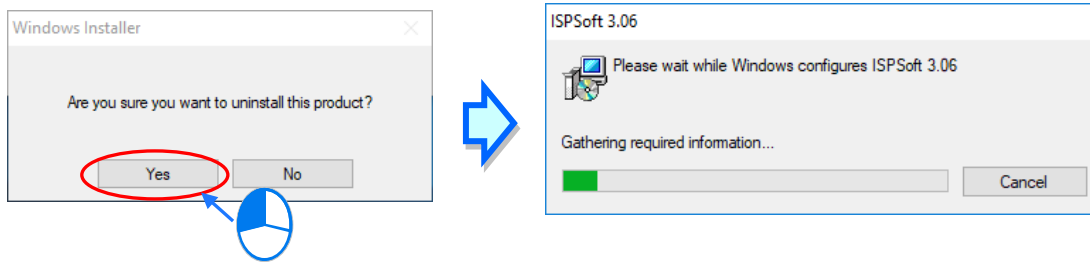 Windows Installer
Are you sure you want to uninstall this product?
Yes
No
ISPSoft 3.06
Please wait while Windows configures ISPSoft 3.06
Gathering required information...
Cancel